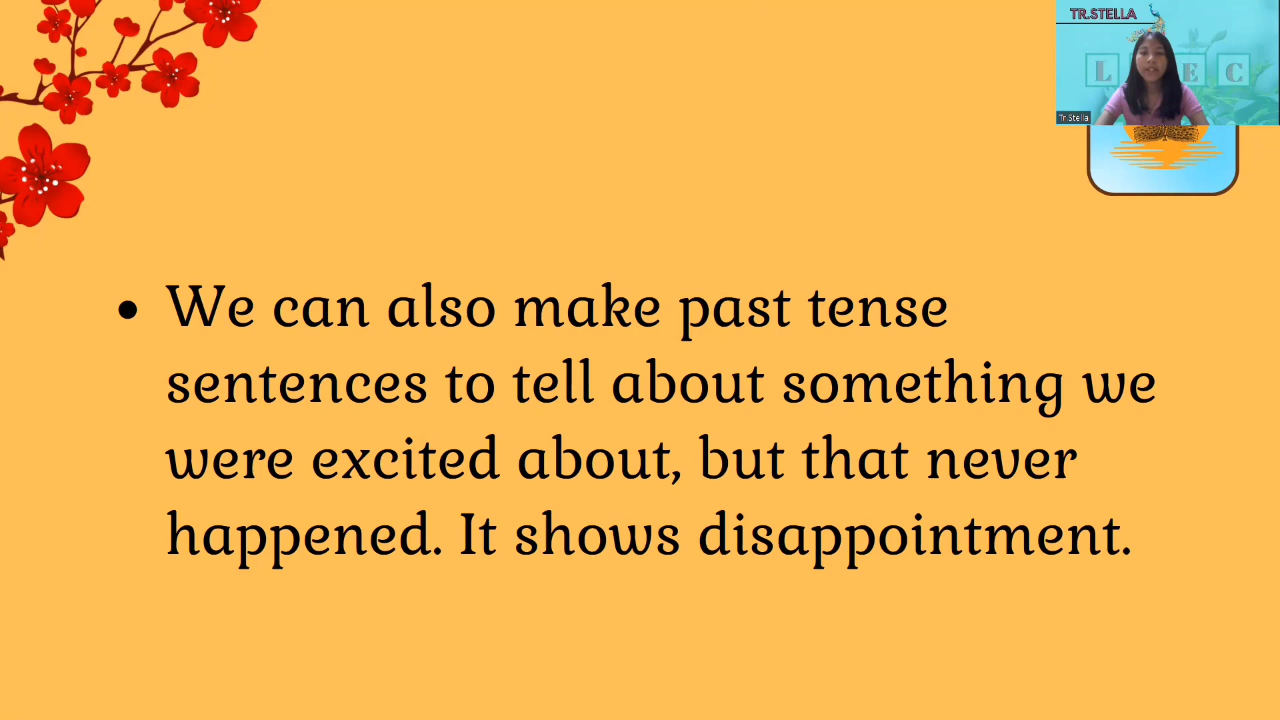 TR.STELLA
L E C
Tr.Stella
• We can also make past tense
sentences to tell about something we
were excited about, but that never
happened. It shows disappointment.